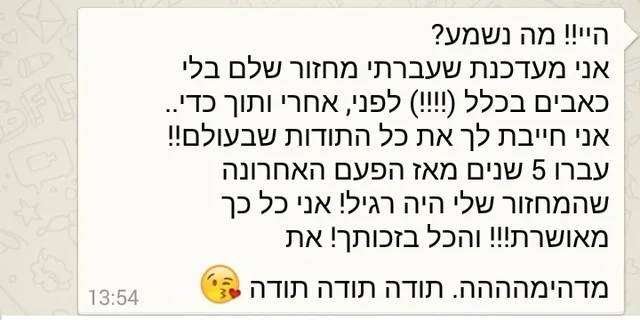 היי!! מה נשמע?
אני מעדכנת שעברתי מחזור שלם בלי
כאבים בכלל (!!!!) לפני, אחרי ותוך כדי..
אני חייבת לך את כל התודות שבעולם!!
עברו 5 שנים מאז הפעם האחרונה
שהמחזור שלי היה רגיל! אני כל כך
מאושרת!!! והכל בזכותך! את
מדהימהההה. תודה תודה תודה 😘
13:54